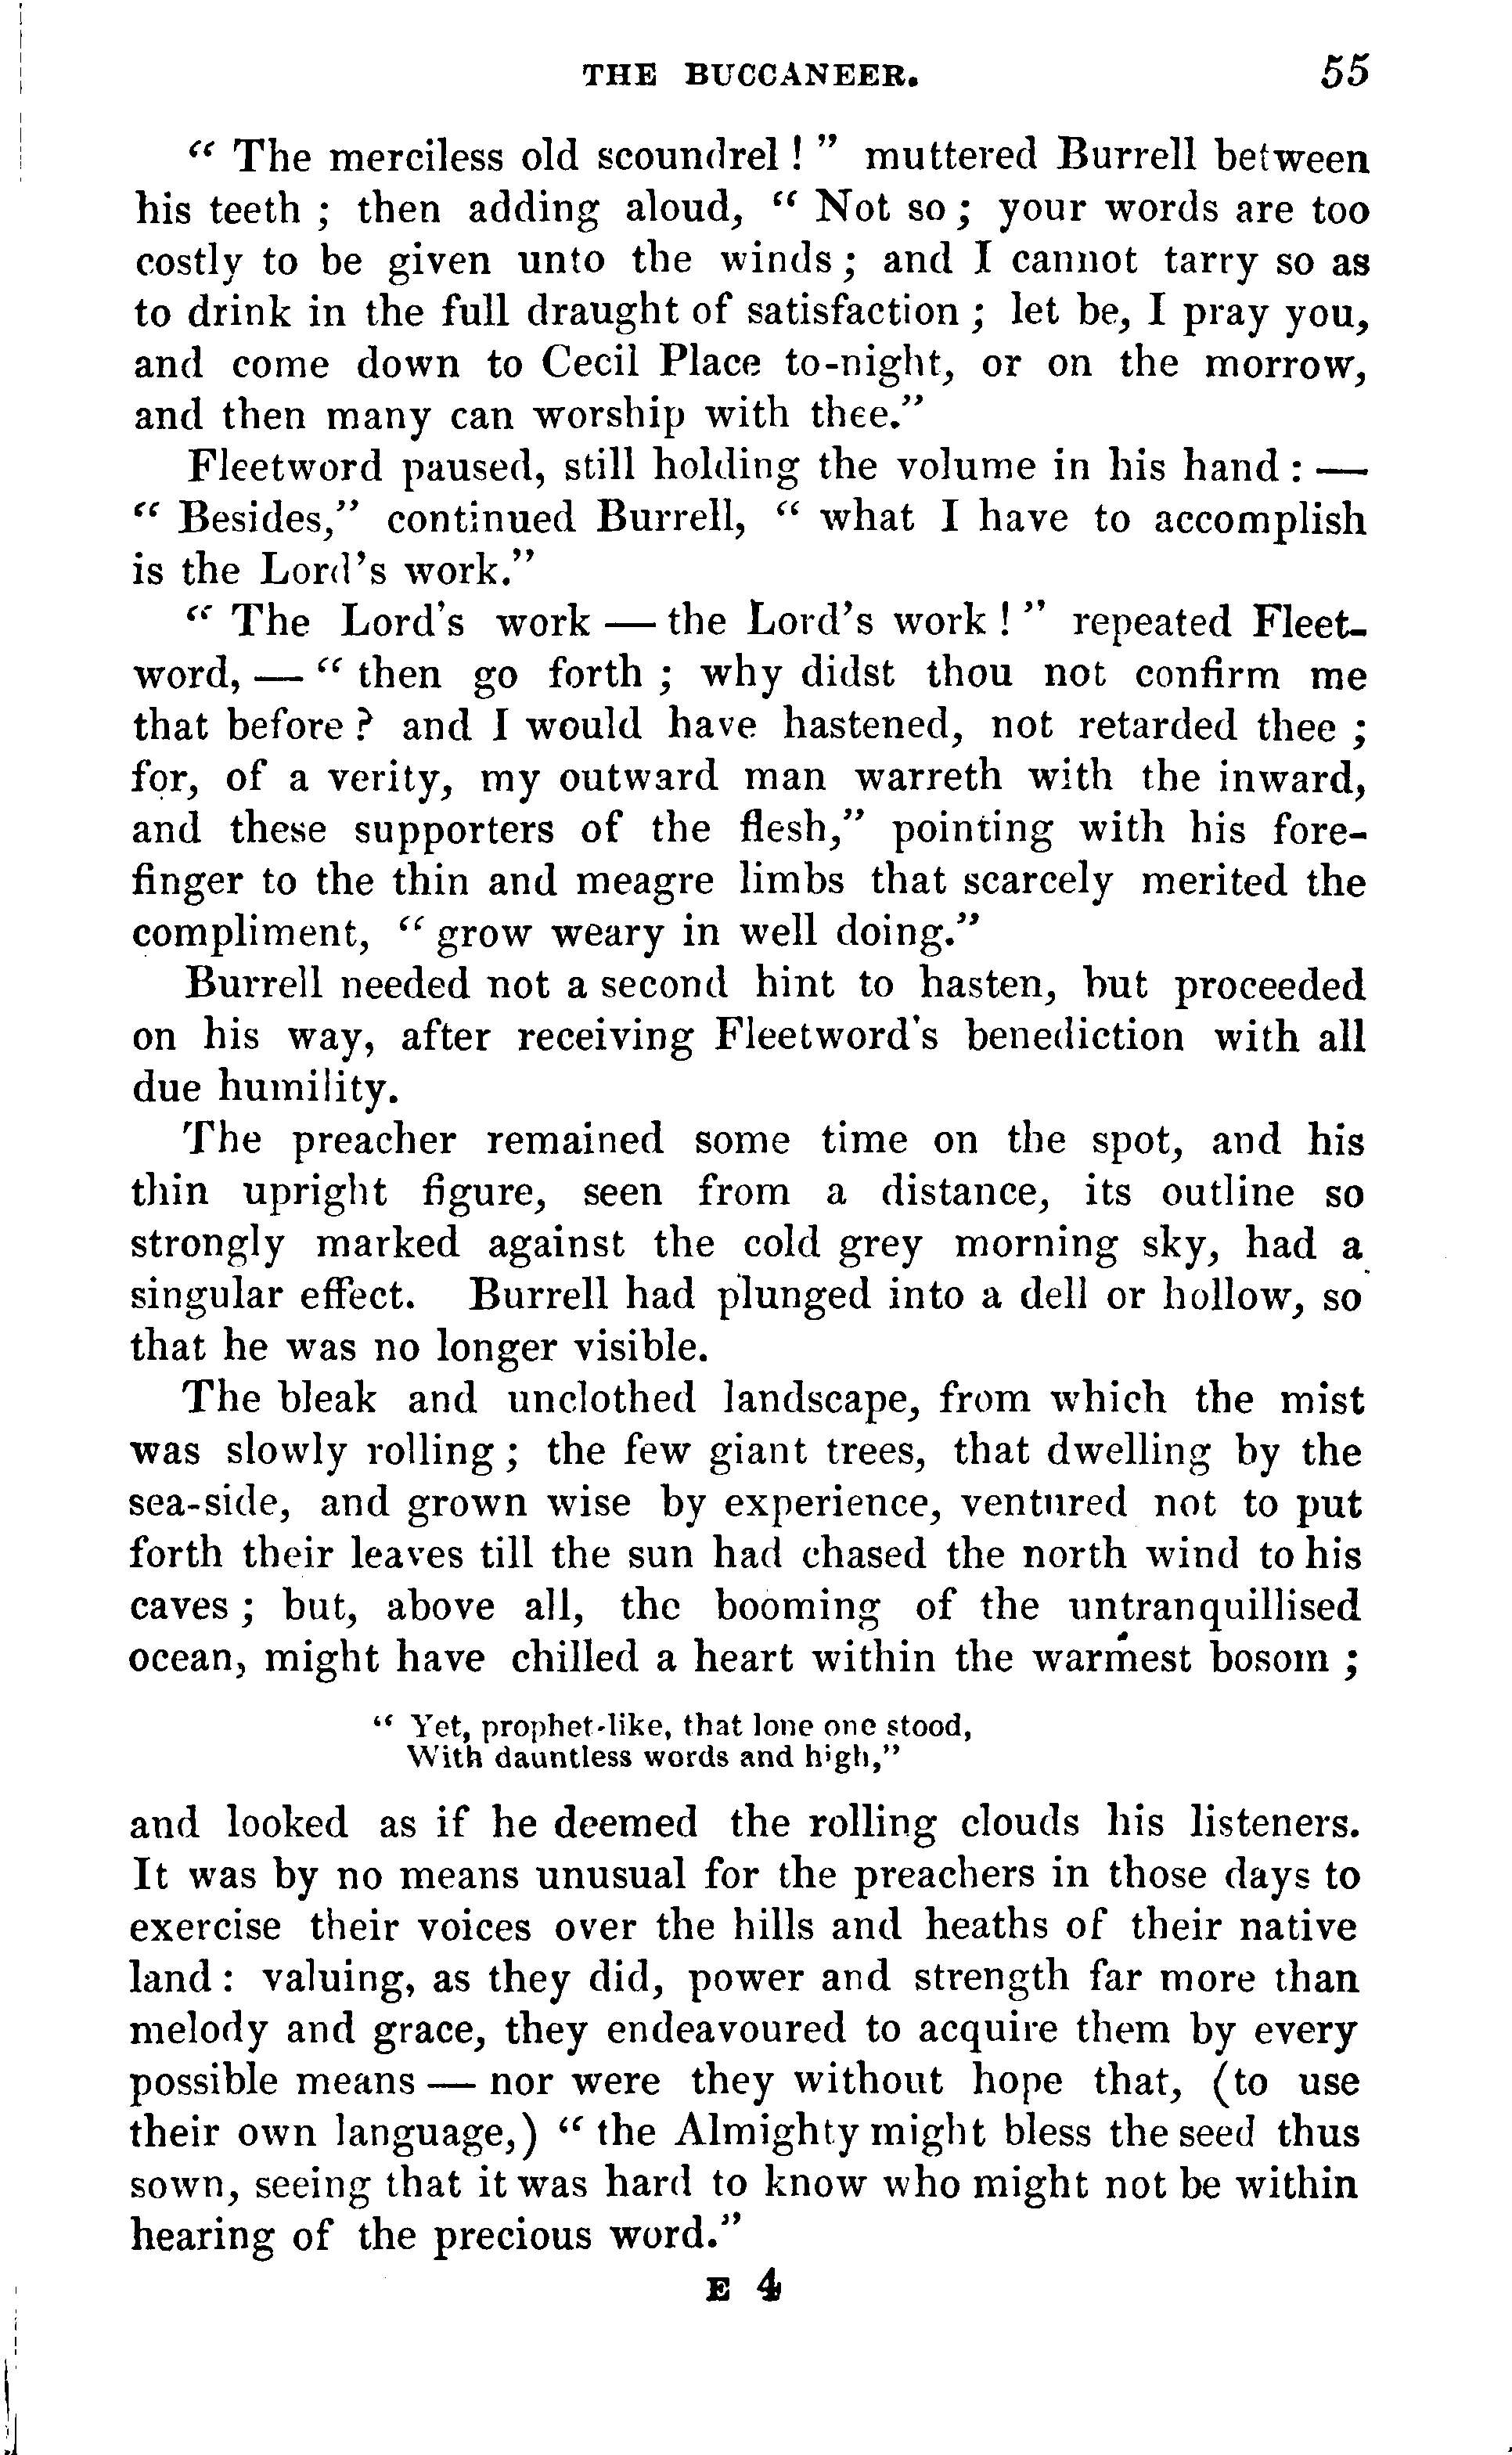 THE BUCCANEER. 55
“ The merciless old scoundrel ! ” muttered Burrell between
his teeth ; then adding aloud, “ Not so ; your words are too
costly to be given unto the winds ; and I cannot tarry so as
to drink in the full draught of satisfaction ; let be, I pray you,
and come down to Cecil Place to-night, or on the morrow,
and then many can worship with thee.”
Fleetword paused, still holding the volume in his hand : —
“ Besides,” continued Burrell, “ what I have to accomplish
is the Lord’s work.”
“ The Lord’s work — the Lord’s work ! ” repeated Fleet-
word, — “ then go forth ; why didst thou not confirm me
that before ? and I would have hastened, not retarded thee ;
for, of a verity, my outward man warreth with the inward,
and these supporters of the flesh,” pointing with his fore-
finger to the thin and meagre limbs that scarcely merited the
compliment, “ grow weary in well doing.”
Burrell needed not a second hint to hasten, but proceeded
on his way, after receiving Fleetword’s benediction with all
due humility.
The preacher remained some time on the spot, and his
thin upright figure, seen from a distance, its outline so
strongly marked against the cold grey morning sky, had a
singular effect. Burrell had plunged into a dell or hollow, so
that he was no longer visible.
The bleak and unclothed landscape, from which the mist
was slowly rolling ; the few giant trees, that dwelling by the
sea-side, and grown wise by experience, ventured not to put
forth their leaves till the sun had chased the north wind to his
caves ; but, above all, the booming of the untranquillised
ocean, might have chilled a heart within the warmest bosom ;
“ Yet, prophet-like, that lone one stood,
With dauntless words and high,”
and looked as if he deemed the rolling clouds his listeners.
It was by no means unusual for the preachers in those days to
exercise their voices over the hills and heaths of their native
land : valuing, as they did, power and strength far more than
melody and grace, they endeavoured to acquire them by every
possible means — nor were they without hope that, (to use
their own language,) “ the Almighty might bless the seed thus
sown, seeing that it was hard to know who might not be within
hearing of the precious word.”
E 4